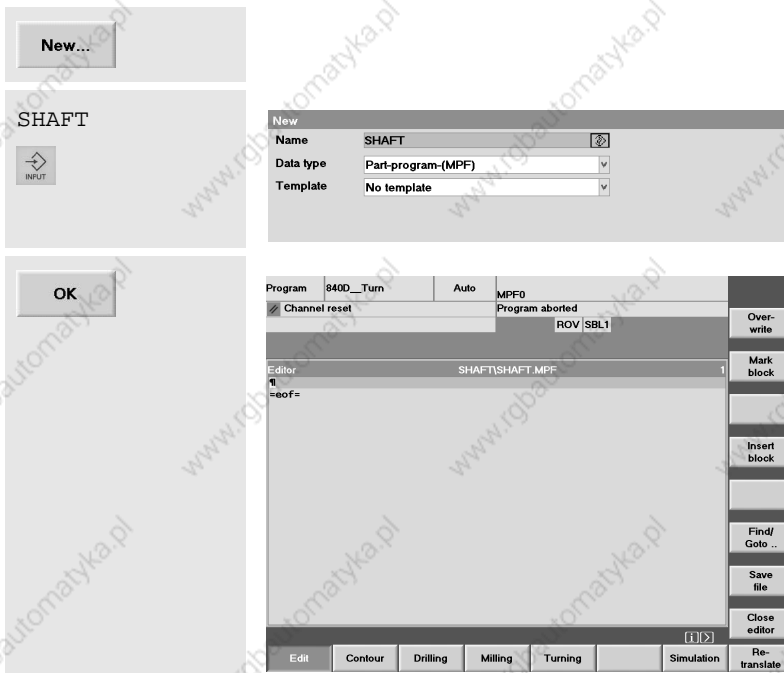 New...
SHAFT
INPUT
New
Name SHAFT
Data type Part-program-(MPF)
Template No template
OK
Program 840D__Turn Auto MPF0
Channel reset Program aborted
ROV SBL1
Editor SHAFT\SHAFT.MPF 1
¶
=eof=
Over-
write
Mark
block
Insert
block
Find/
Goto ..
Save
file
Close
editor
Re-
translate
Edit Contour Drilling Milling Turning Simulation
www.rgbautomatyka.pl